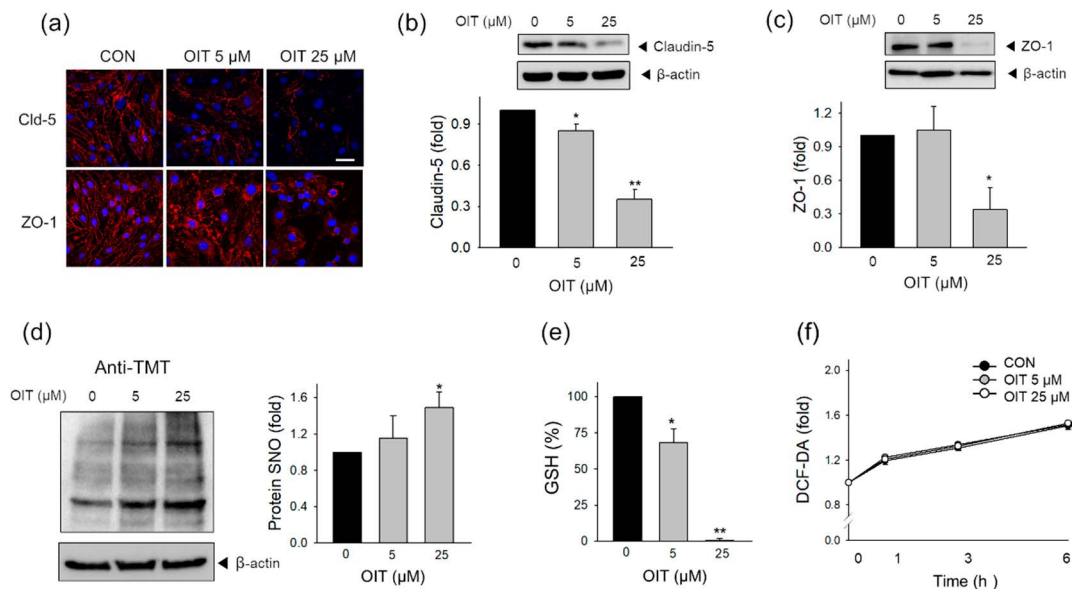 (a)
CON OIT 5 µM OIT 25 µM
Cld-5
ZO-1
(b)
OIT (µM) 0 5 25
Claudin-5
β-actin
Claudin-5 (fold)
0.9
0.6
0.3
0.0
0 5 25
OIT (µM)
*
**
(c)
OIT (µM) 0 5 25
ZO-1
β-actin
ZO-1 (fold)
1.2
0.9
0.6
0.3
0.0
0 5 25
OIT (µM)
*
(d)
Anti-TMT
OIT (µM) 0 5 25
β-actin
Protein SNO (fold)
1.6
1.2
0.8
0.4
0.0
0 5 25
OIT (µM)
*
(e)
GSH (%)
100
75
50
25
0
0 5 25
OIT (µM)
*
**
(f)
CON
OIT 5 µM
OIT 25 µM
DCF-DA (fold)
2.0
1.6
1.2
0.8
0.0
0 1 3 6
Time (h )